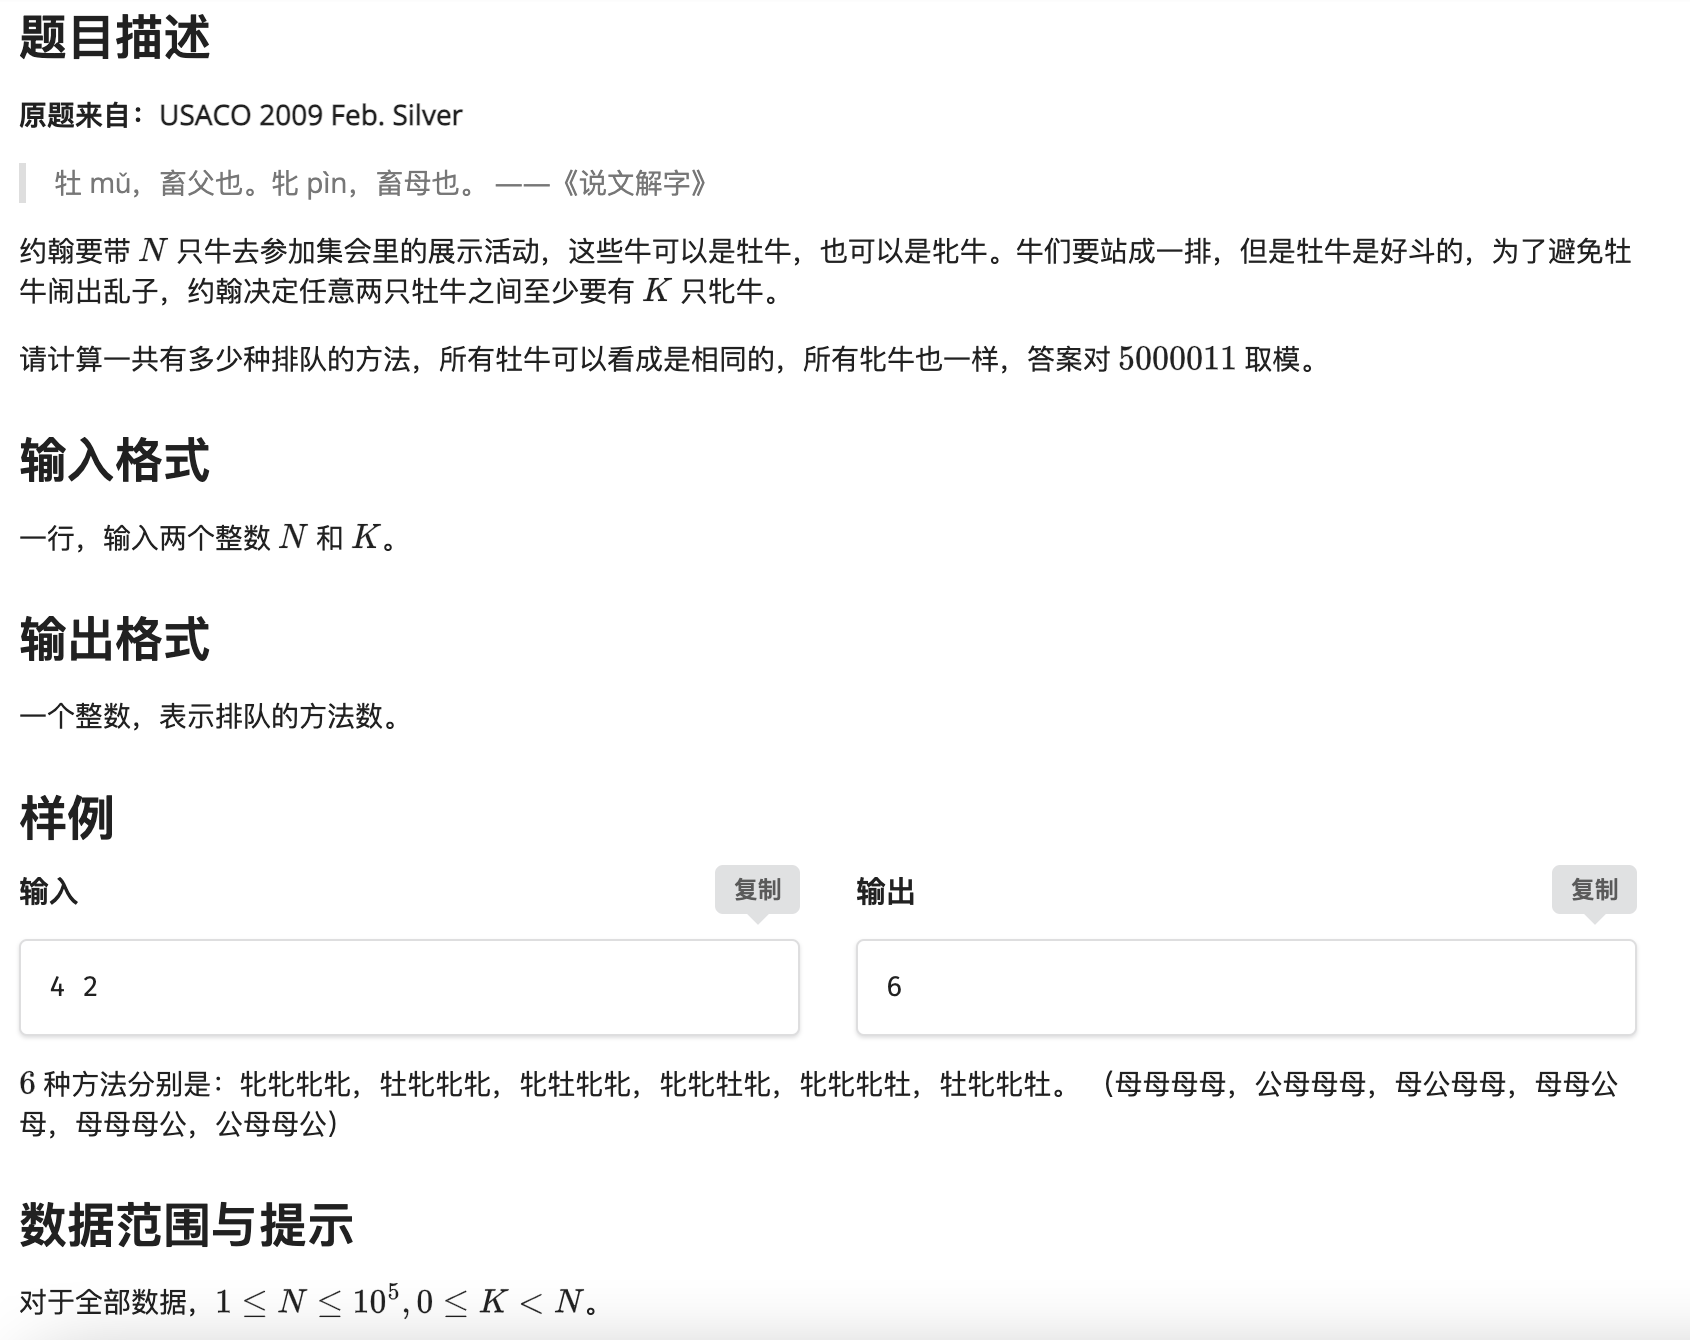 题目描述
原题来自：USACO 2009 Feb. Silver
牡 mǔ，畜父也。牝 pìn，畜母也。 ——《说文解字》
约翰要带 N 只牛去参加集会里的展示活动，这些牛可以是牡牛，也可以是牝牛。牛们要站成一排，但是牡牛是好斗的，为了避免牡
牛闹出乱子，约翰决定任意两只牡牛之间至少要有 K 只牝牛。
请计算一共有多少种排队的方法，所有牡牛可以看成是相同的，所有牝牛也一样，答案对 5000011 取模。
输入格式
一行，输入两个整数 N 和 K。
输出格式
一个整数，表示排队的方法数。
样例
输入 复制 输出 复制
4 2 6
6 种方法分别是：牝牝牝牝，牡牝牝牝，牝牡牝牝，牝牝牡牝，牝牝牝牡，牡牝牝牡。 （母母母母，公母母母，母公母母，母母公
母，母母母公，公母母公）
数据范围与提示
对于全部数据，1 ≤ N ≤ 10⁵, 0 ≤ K < N。